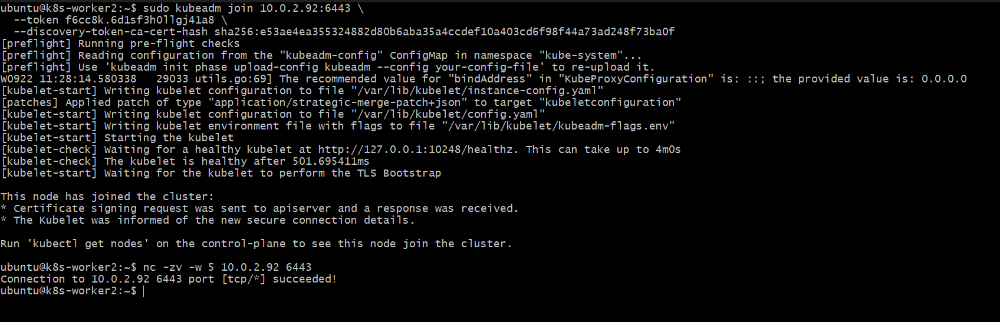 ubuntu@k8s-worker2:~$ sudo kubeadm join 10.0.2.92:6443 \
  --token f6cc8k.6d1sf3h0llgj41a8 \
  --discovery-token-ca-cert-hash sha256:e53ae4ea355324882d80b6aba35a4ccdef10a403cd6f98f44a73ad248f73ba0f
[preflight] Running pre-flight checks
[preflight] Reading configuration from the "kubeadm-config" ConfigMap in namespace "kube-system"...
[preflight] Use 'kubeadm init phase upload-config kubeadm --config your-config-file' to re-upload it.
W0922 11:28:14.580338   29033 utils.go:69] The recommended value for "bindAddress" in "KubeProxyConfiguration" is: ::; the provided value is: 0.0.0.0
[kubelet-start] Writing kubelet configuration to file "/var/lib/kubelet/instance-config.yaml"
[patches] Applied patch of type "application/strategic-merge-patch+json" to target "kubeletconfiguration"
[kubelet-start] Writing kubelet configuration to file "/var/lib/kubelet/config.yaml"
[kubelet-start] Writing kubelet environment file with flags to file "/var/lib/kubelet/kubeadm-flags.env"
[kubelet-start] Starting the kubelet
[kubelet-check] Waiting for a healthy kubelet at http://127.0.0.1:10248/healthz. This can take up to 4m0s
[kubelet-check] The kubelet is healthy after 501.695411ms
[kubelet-start] Waiting for the kubelet to perform the TLS Bootstrap

This node has joined the cluster:
* Certificate signing request was sent to apiserver and a response was received.
* The Kubelet was informed of the new secure connection details.

Run 'kubectl get nodes' on the control-plane to see this node join the cluster.

ubuntu@k8s-worker2:~$ nc -zv -w 5 10.0.2.92 6443
Connection to 10.0.2.92 6443 port [tcp/*] succeeded!
ubuntu@k8s-worker2:~$